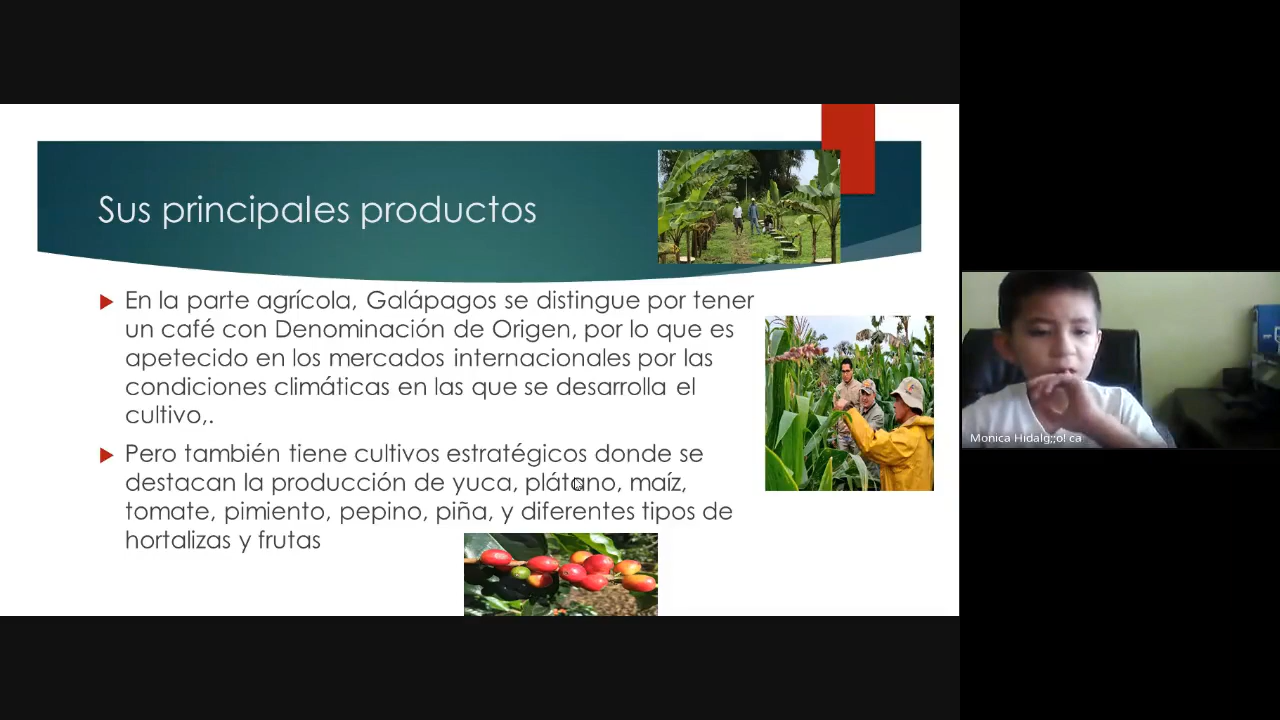 Sus principales productos
En la parte agrícola, Galápagos se distingue por tener
un café con Denominación de Origen, por lo que es
apetecido en los mercados internacionales por las
condiciones climáticas en las que se desarrolla el
cultivo,.
Pero también tiene cultivos estratégicos donde se
destacan la producción de yuca, plátano, maíz,
tomate, pimiento, pepino, piña, y diferentes tipos de
hortalizas y frutas
Monica Hidalg;;o! ca